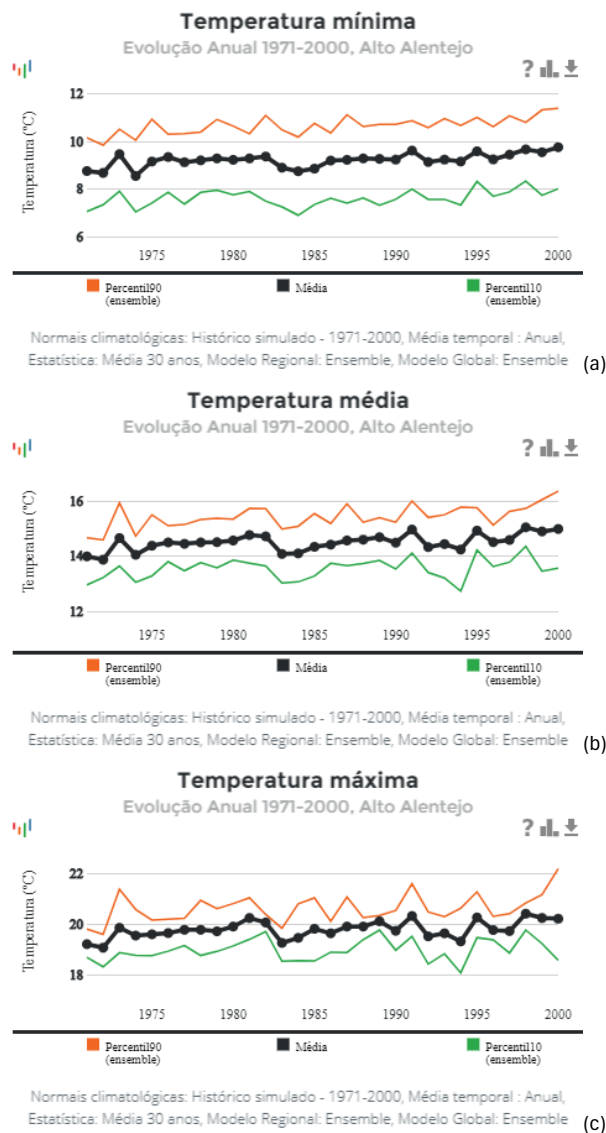 Temperatura mínima
Evolução Anual 1971-2000, Alto Alentejo
?
Temperatura (°C)
12
10
8
6
1975 1980 1985 1990 1995 2000
Percentil90 (ensemble)
Média
Percentil10 (ensemble)
Normais climatológicas: Histórico simulado - 1971-2000, Média temporal : Anual,
Estatística: Média 30 anos, Modelo Regional: Ensemble, Modelo Global: Ensemble (a)
Temperatura média
Evolução Anual 1971-2000, Alto Alentejo
?
Temperatura (°C)
16
14
12
1975 1980 1985 1990 1995 2000
Percentil90 (ensemble)
Média
Percentil10 (ensemble)
Normais climatológicas: Histórico simulado - 1971-2000, Média temporal : Anual,
Estatística: Média 30 anos, Modelo Regional: Ensemble, Modelo Global: Ensemble (b)
Temperatura máxima
Evolução Anual 1971-2000, Alto Alentejo
?
Temperatura (°C)
22
20
18
1975 1980 1985 1990 1995 2000
Percentil90 (ensemble)
Média
Percentil10 (ensemble)
Normais climatológicas: Histórico simulado - 1971-2000, Média temporal : Anual,
Estatística: Média 30 anos, Modelo Regional: Ensemble, Modelo Global: Ensemble (c)